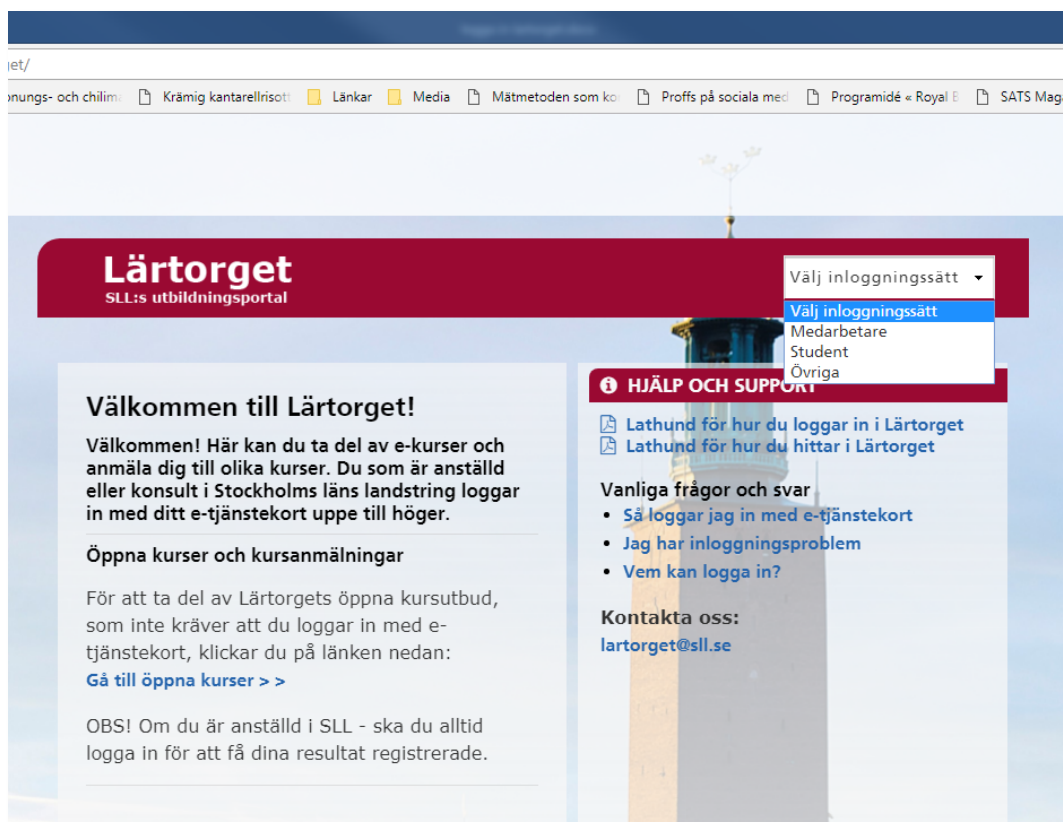 et/
och chilim
Krämig kantarellrisott
Länkar
Media
Mätmetoden som ko
Proffs på sociala med
Programidé « Royal B
SATS Mag
Lärtorget
SLL:s utbildningsportal
Välj inloggningssätt
Välj inloggningssätt
Medarbetare
Student
Övriga
Välkommen till Lärtorget!
Välkommen! Här kan du ta del av e-kurser och
anmäla dig till olika kurser. Du som är anställd
eller konsult i Stockholms läns landstring loggar
in med ditt e-tjänstekort uppe till höger.
Öppna kurser och kursanmälningar
För att ta del av Lärtorgets öppna kursutbud,
som inte kräver att du loggar in med e-
tjänstekort, klickar du på länken nedan:
Gå till öppna kurser > >
OBS! Om du är anställd i SLL - ska du alltid
logga in för att få dina resultat registrerade.
HJÄLP OCH SUPPORT
Lathund för hur du loggar in i Lärtorget
Lathund för hur du hittar i Lärtorget
Vanliga frågor och svar
• Så loggar jag in med e-tjänstekort
• Jag har inloggningsproblem
• Vem kan logga in?
Kontakta oss:
lartorget@sll.se